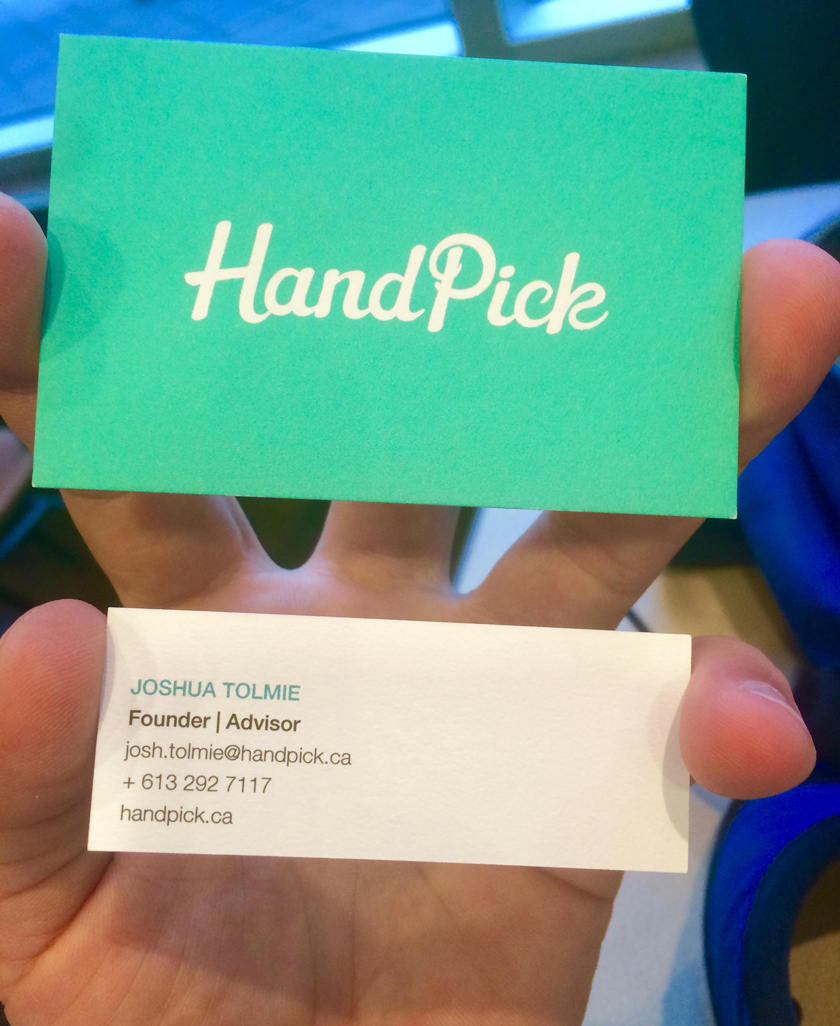 HandPick
JOSHUA TOLMIE
Founder | Advisor
josh.tolmie@handpick.ca
+ 613 292 7117
handpick.ca